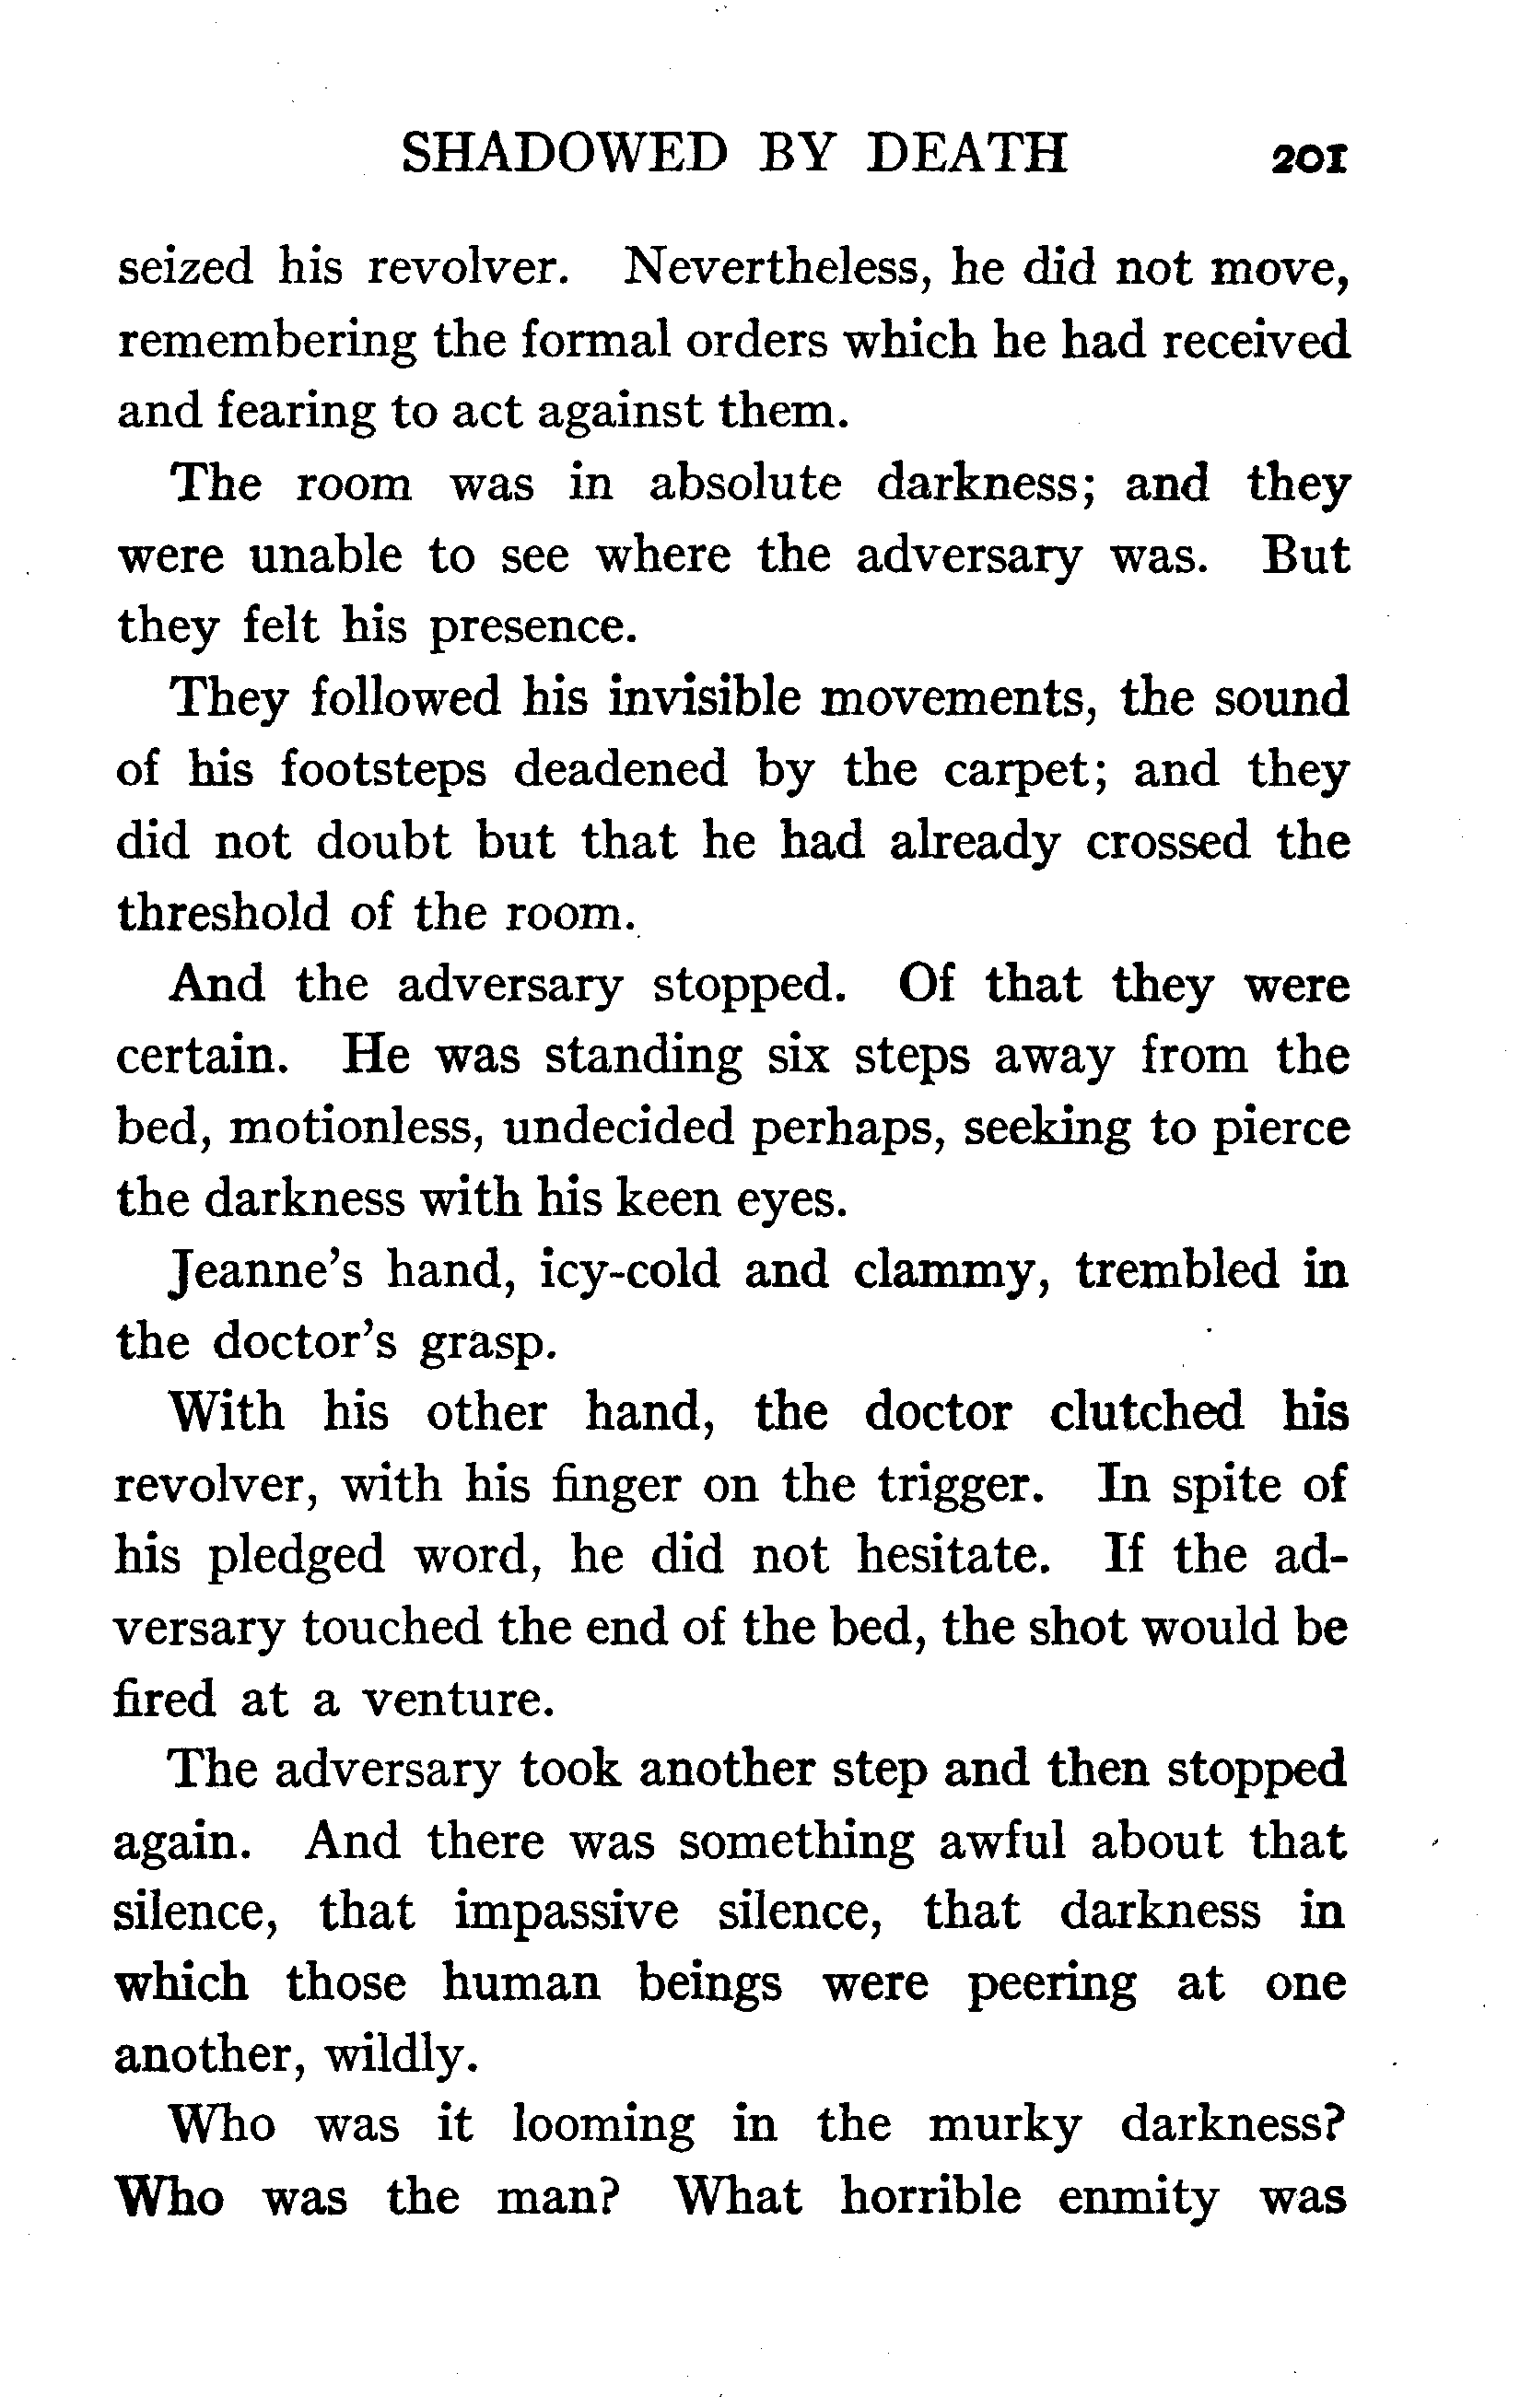 SHADOWED BY DEATH 201
seized his revolver. Nevertheless, he did not move,
remembering the formal orders which he had received
and fearing to act against them.
The room was in absolute darkness; and they
were unable to see where the adversary was. But
they felt his presence.
They followed his invisible movements, the sound
of his footsteps deadened by the carpet; and they
did not doubt but that he had already crossed the
threshold of the room.
And the adversary stopped. Of that they were
certain. He was standing six steps away from the
bed, motionless, undecided perhaps, seeking to pierce
the darkness with his keen eyes.
Jeanne's hand, icy-cold and clammy, trembled in
the doctor's grasp.
With his other hand, the doctor clutched his
revolver, with his finger on the trigger. In spite of
his pledged word, he did not hesitate. If the ad-
versary touched the end of the bed, the shot would be
fired at a venture.
The adversary took another step and then stopped
again. And there was something awful about that
silence, that impassive silence, that darkness in
which those human beings were peering at one
another, wildly.
Who was it looming in the murky darkness?
Who was the man? What horrible enmity was